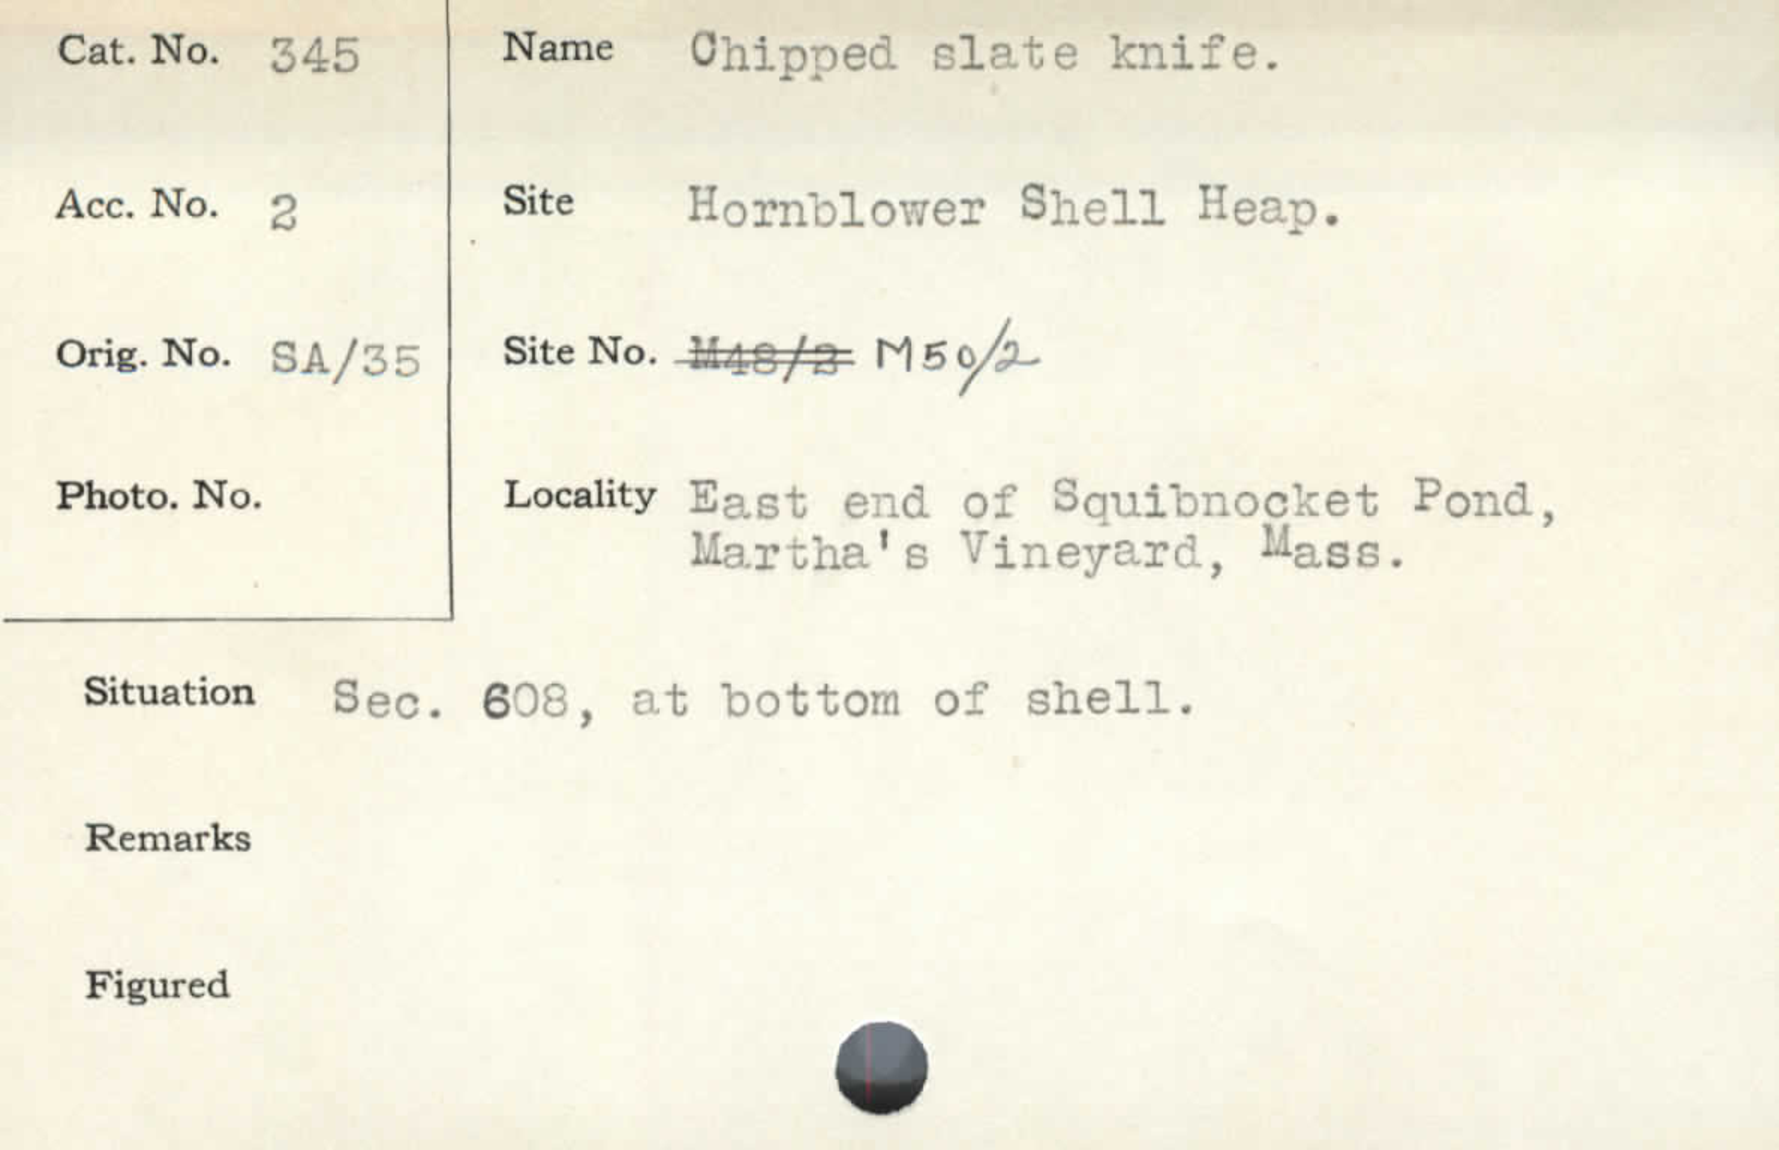 Cat. No. 345
Name Chipped slate knife.
Acc. No. 2
Site Hornblower Shell Heap.
Orig. No. SA/35
Site No. M48/2 M50/2
Photo. No.
Locality East end of Squibnocket Pond,
Martha's Vineyard, Mass.
Situation Sec. 608, at bottom of shell.
Remarks
Figured